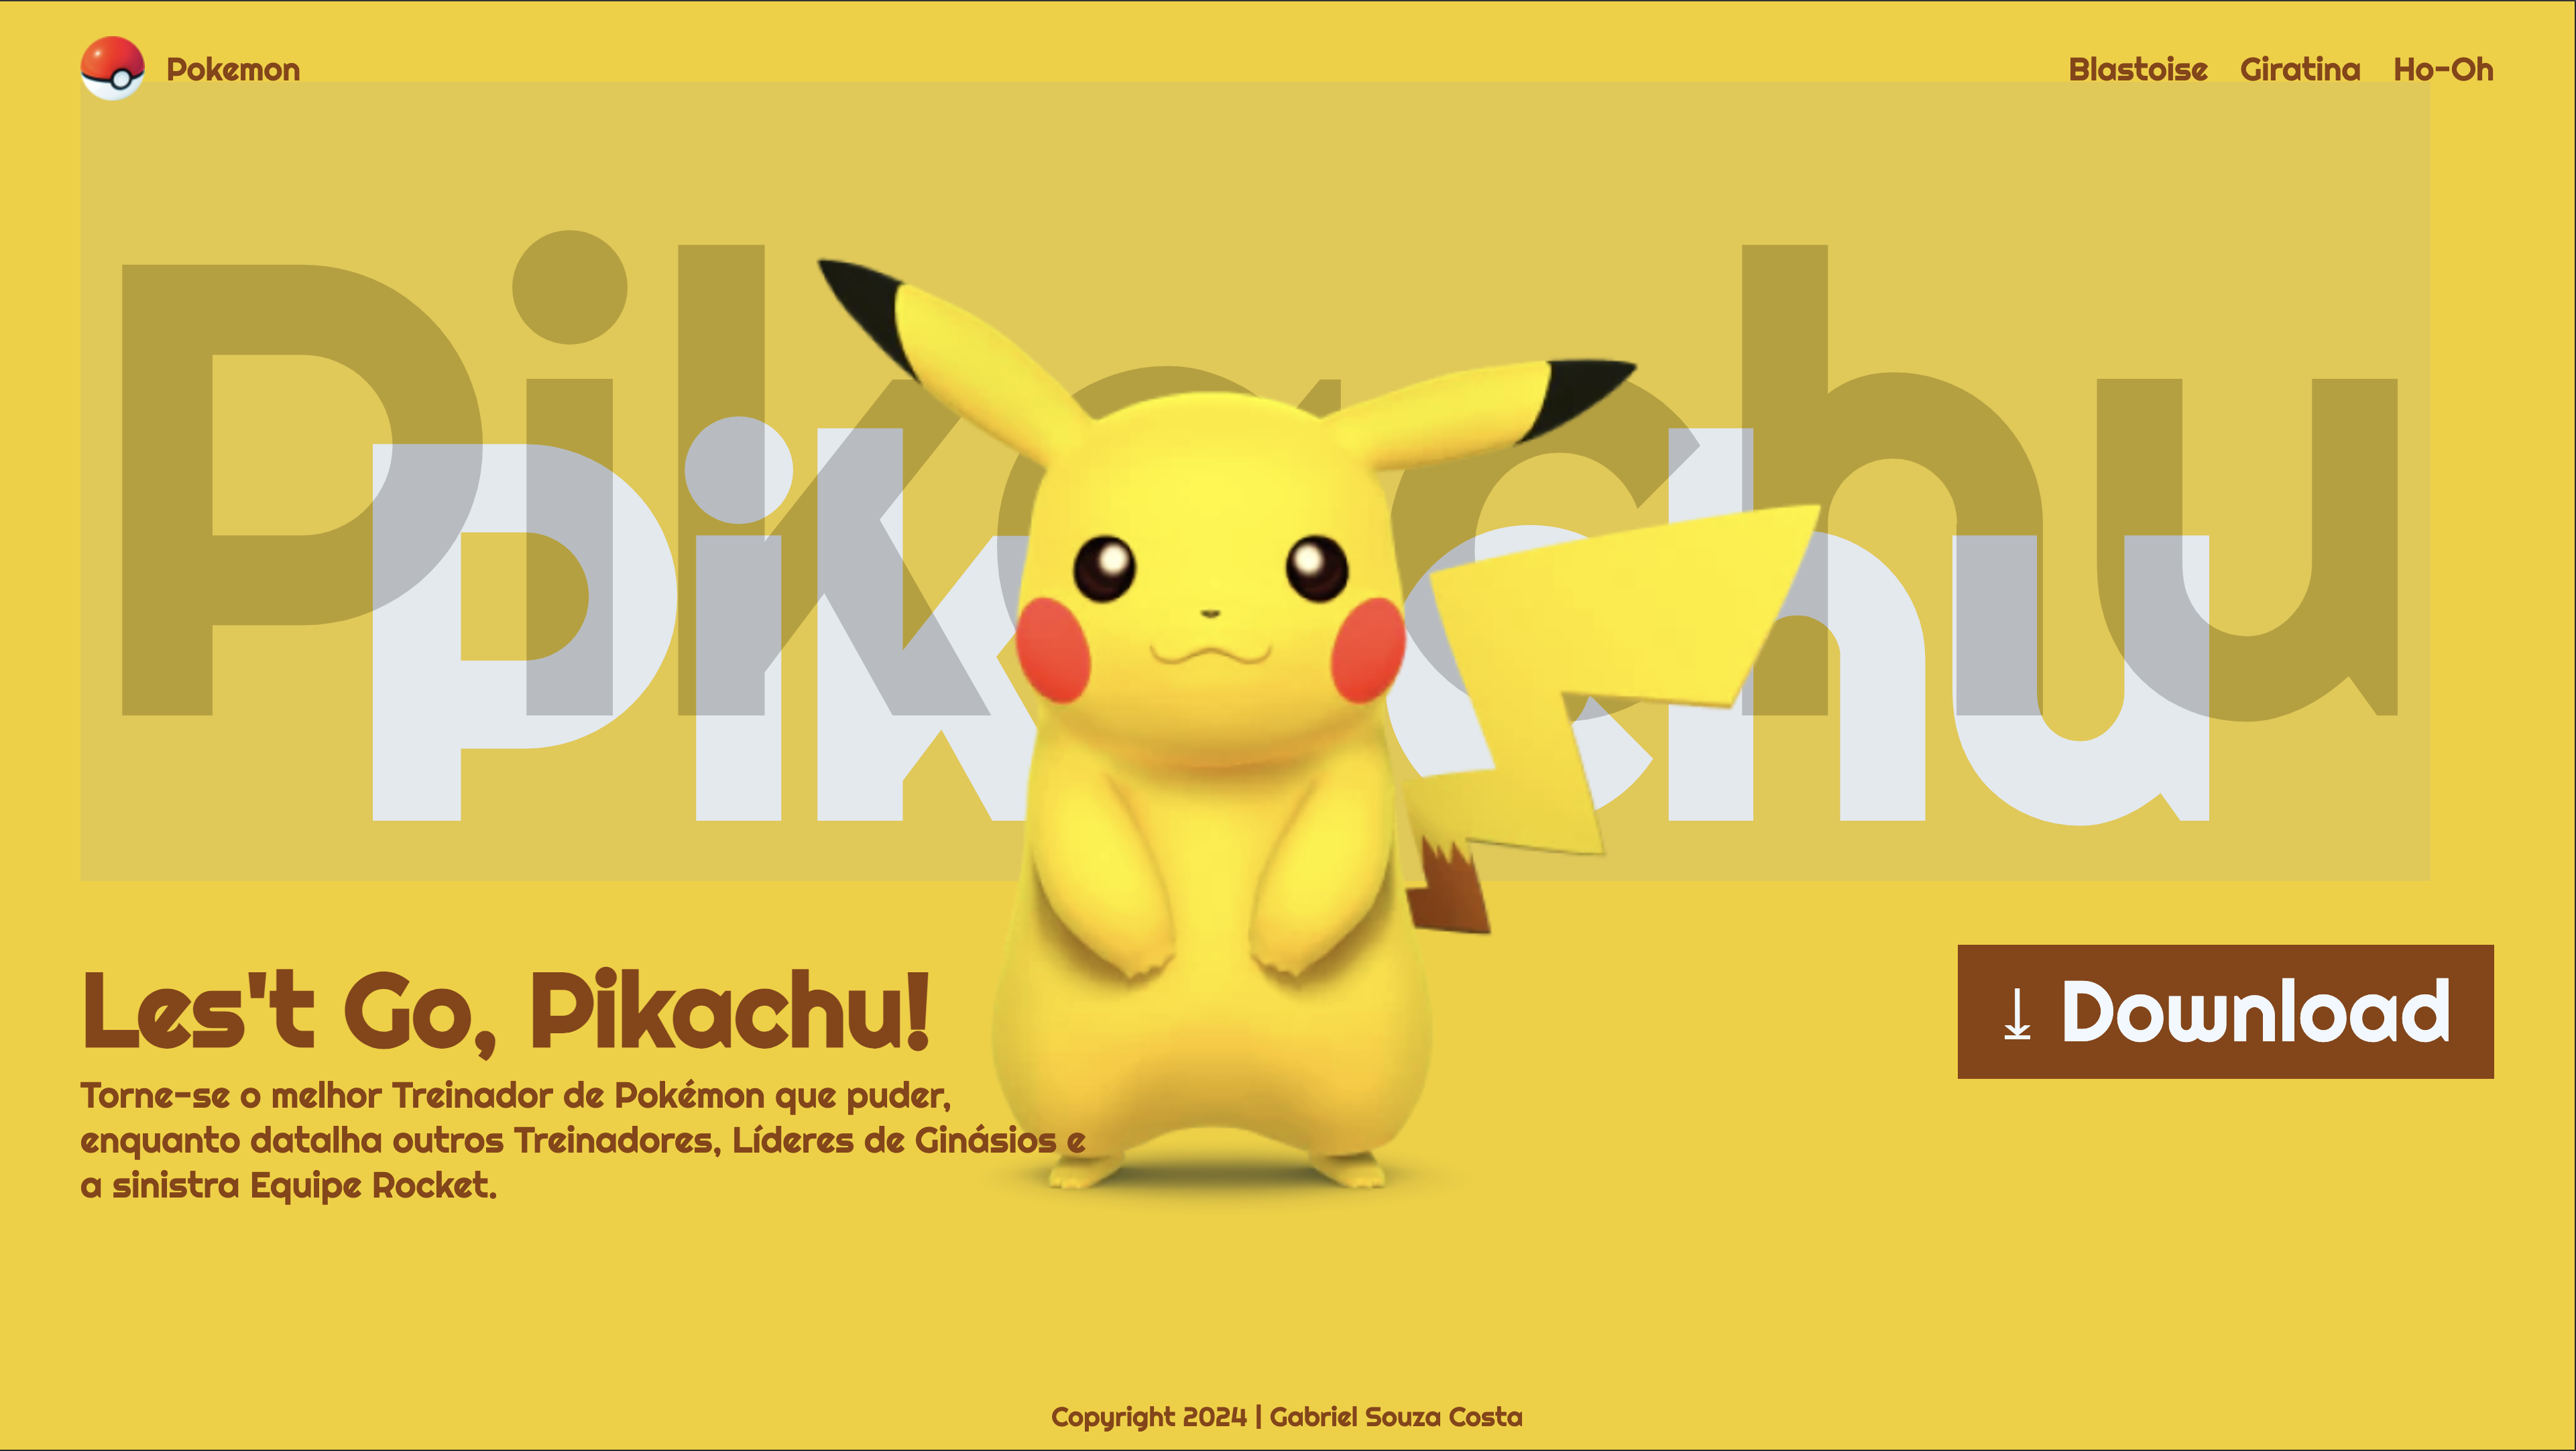 Pokemon
Blastoise Giratina Ho-Oh
Pikachu
Pikachu
Les't Go, Pikachu!
Torne-se o melhor Treinador de Pokémon que puder,
enquanto datalha outros Treinadores, Líderes de Ginásios e
a sinistra Equipe Rocket.
Download
Copyright 2024 | Gabriel Souza Costa